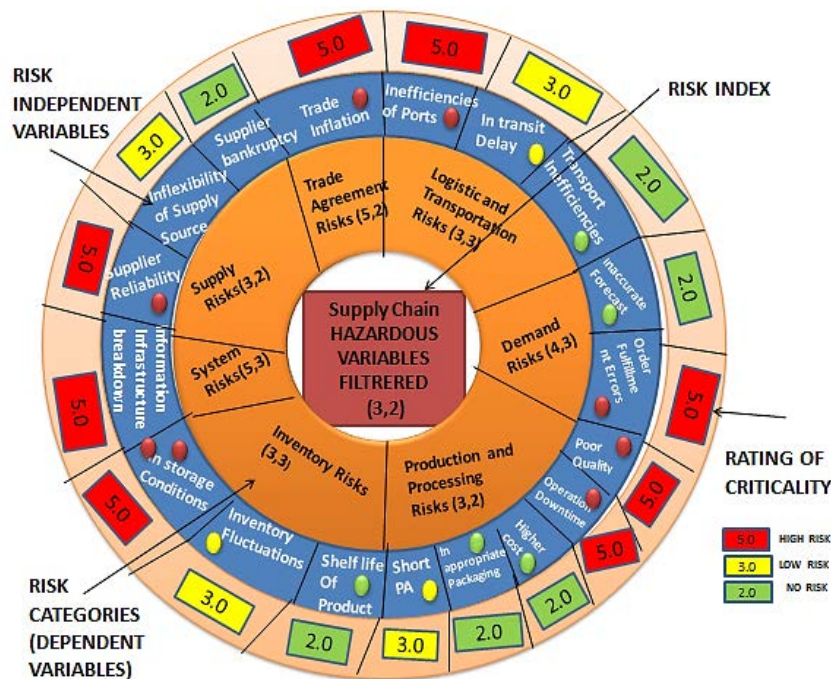 RISK
INDEPENDENT
VARIABLES
RISK INDEX
5.0
5.0
3.0
2.0
2.0
5.0
5.0
5.0
2.0
2.0
3.0
2.0
3.0
5.0
5.0
5.0
3.0
2.0
Trade
Inflation
Inefficiencies
of Ports
In transit
Delay
Transport
Inefficiencies
Inaccurate
Forecast
Order
Fulfillme
nt Errors
Poor
Quality
Operation
Downtime
Higher
cost
In
appropriate
Packaging
Short
PA
Shelf life
Of
Product
Inventory
Fluctuations
In storage
Conditions
Information
Infrastructure
breakdown
Supplier
Reliability
Inflexibility
of Supply
Source
Supplier
bankruptcy
Trade
Agreement
Risks (5,2)
Logistic and
Transportation
Risks (3,3)
Demand
Risks (4,3)
Production and
Processing
Risks (3,2)
Inventory Risks
(3,3)
System
Risks(5,3)
Supply
Risks(3,2)
Supply Chain
HAZARDOUS
VARIABLES
FILTRERED
(3,2)
RATING OF
CRITICALITY
5.0 HIGH RISK
3.0 LOW RISK
2.0 NO RISK
RISK
CATEGORIES
(DEPENDENT
VARIABLES)